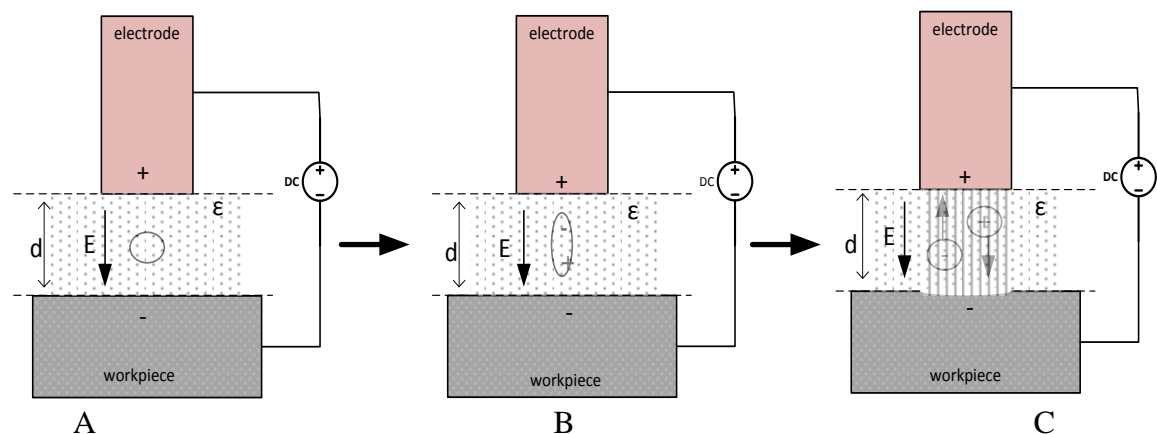 electrode
+
DC
+
-
ε
d
E
-
workpiece
A
electrode
+
DC
+
-
ε
d
E
-
+
-
workpiece
B
electrode
+
DC
+
-
ε
d
E
+
-
-
workpiece
C